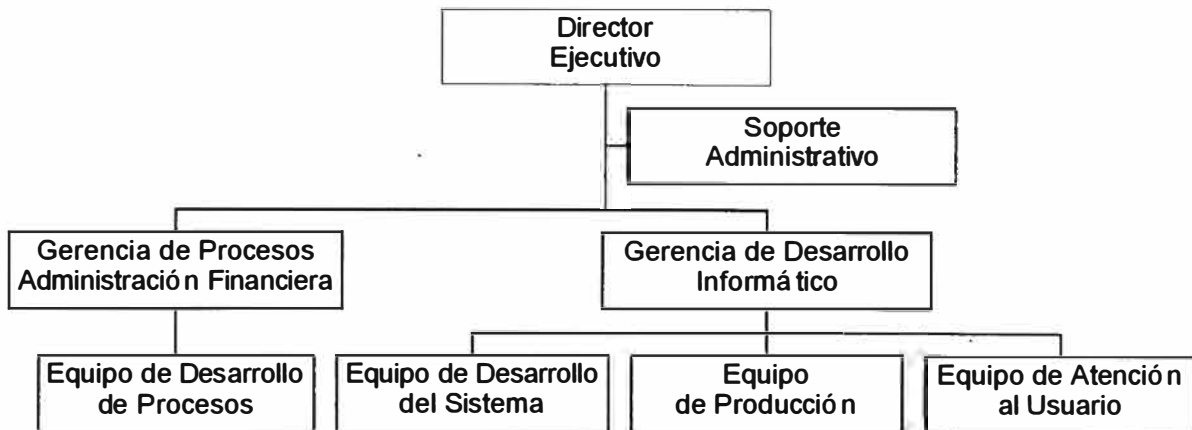 Director
Ejecutivo
Soporte
Administrativo
Gerencia de Procesos
Administración Financiera
Gerencia de Desarrollo
Informático
Equipo de Desarrollo
de Procesos
Equipo de Desarrollo
del Sistema
Equipo
de Producción
Equipo de Atención
al Usuario